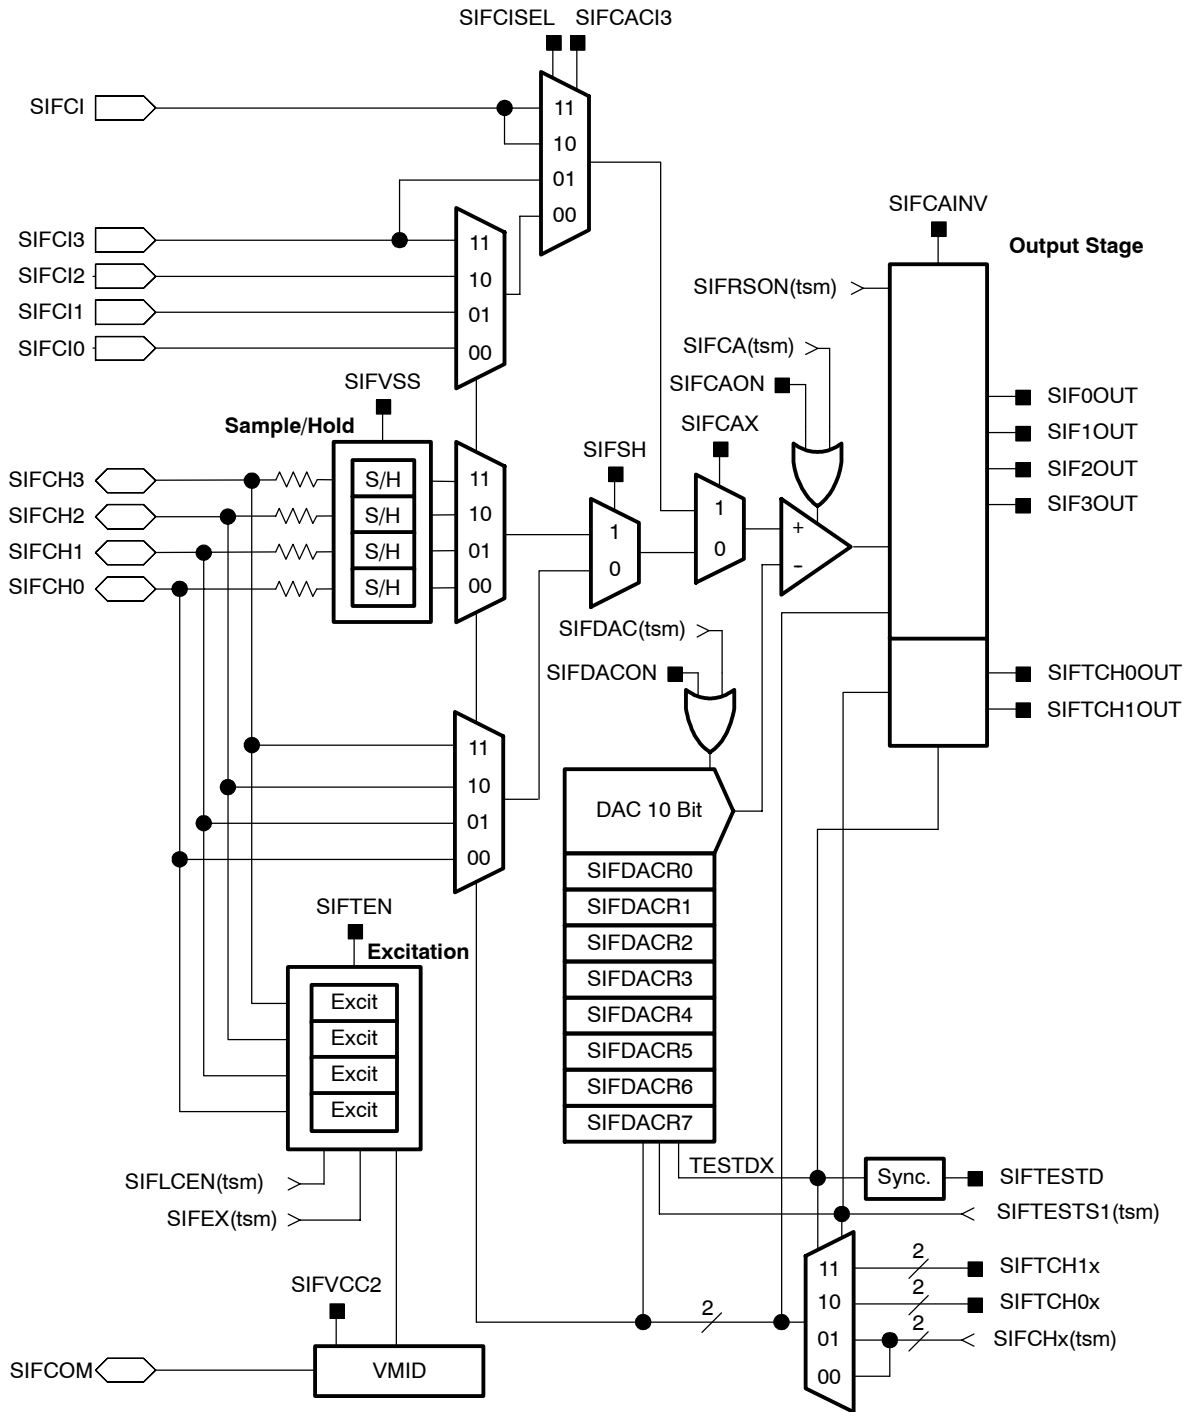 SIFCISEL SIFCACI3
SIFCI
11
10
01
00
SIFCI3
SIFCI2
SIFCI1
SIFCI0
11
10
01
00
SIFCAINV
Output Stage
SIFRSON(tsm)
SIFCA(tsm)
SIFCAON
SIFCAX
SIFSH
SIFVSS
Sample/Hold
SIFCH3
SIFCH2
SIFCH1
SIFCH0
S/H
S/H
S/H
S/H
11
10
01
00
1
0
1
0
+
–
SIF0OUT
SIF1OUT
SIF2OUT
SIF3OUT
SIFTCH0OUT
SIFTCH1OUT
SIFDAC(tsm)
SIFDACON
11
10
01
00
DAC 10 Bit
SIFDACR0
SIFDACR1
SIFDACR2
SIFDACR3
SIFDACR4
SIFDACR5
SIFDACR6
SIFDACR7
SIFTEN
Excitation
Excit
Excit
Excit
Excit
SIFLCEN(tsm)
SIFEX(tsm)
TESTDX
Sync.
SIFTESTD
SIFTESTS1(tsm)
11
10
01
00
2
SIFTCH1x
2
SIFTCH0x
2
SIFCHx(tsm)
2
SIFVCC2
SIFCOM
VMID